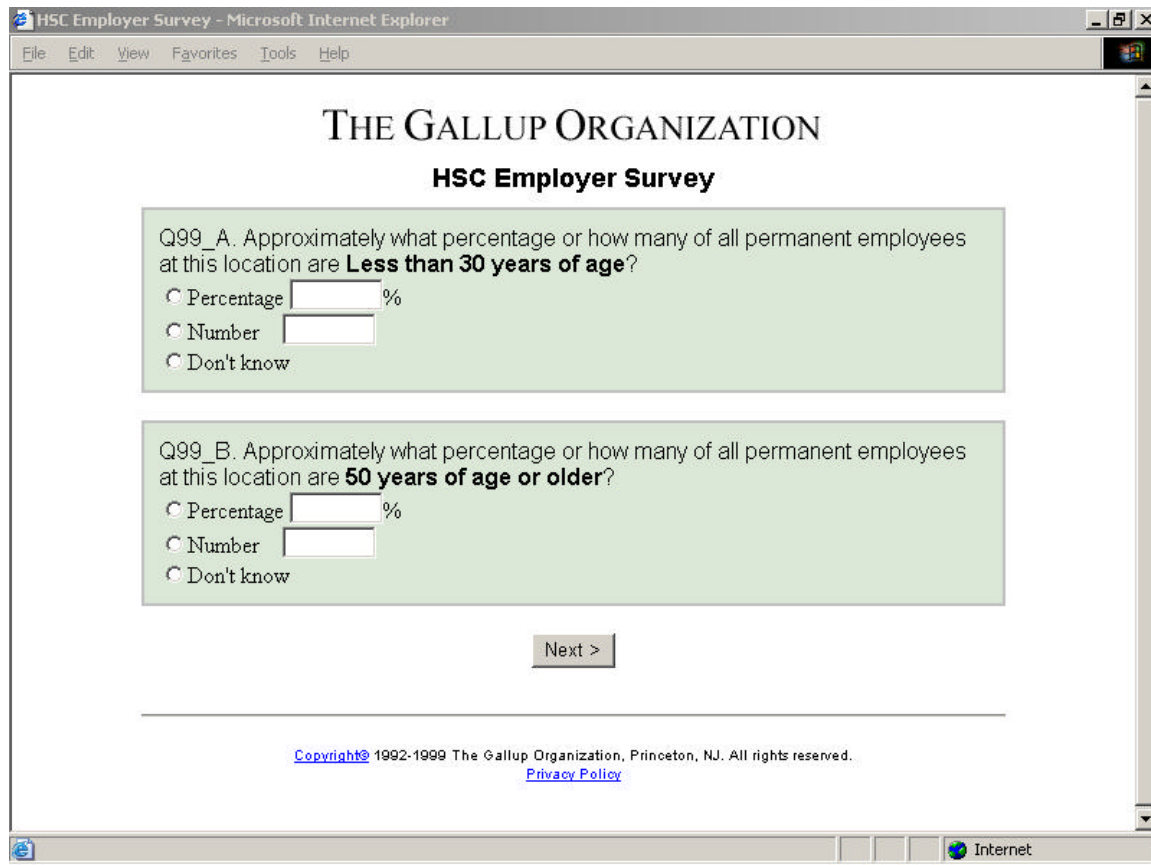 HSC Employer Survey - Microsoft Internet Explorer
File Edit View Favorites Tools Help
THE GALLUP ORGANIZATION
HSC Employer Survey
Q99_A. Approximately what percentage or how many of all permanent employees
at this location are Less than 30 years of age?
Percentage %
Number
Don't know
Q99_B. Approximately what percentage or how many of all permanent employees
at this location are 50 years of age or older?
Percentage %
Number
Don't know
Next >
Copyright® 1992-1999 The Gallup Organization, Princeton, NJ. All rights reserved.
Privacy Policy
Internet